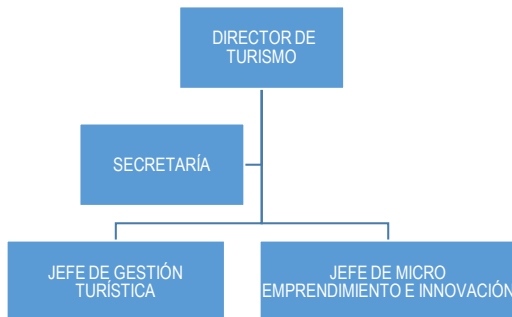 DIRECTOR DE
TURISMO
SECRETARÍA
JEFE DE GESTIÓN
TURÍSTICA
JEFE DE MICRO
EMPRENDIMIENTO E INNOVACIÓN